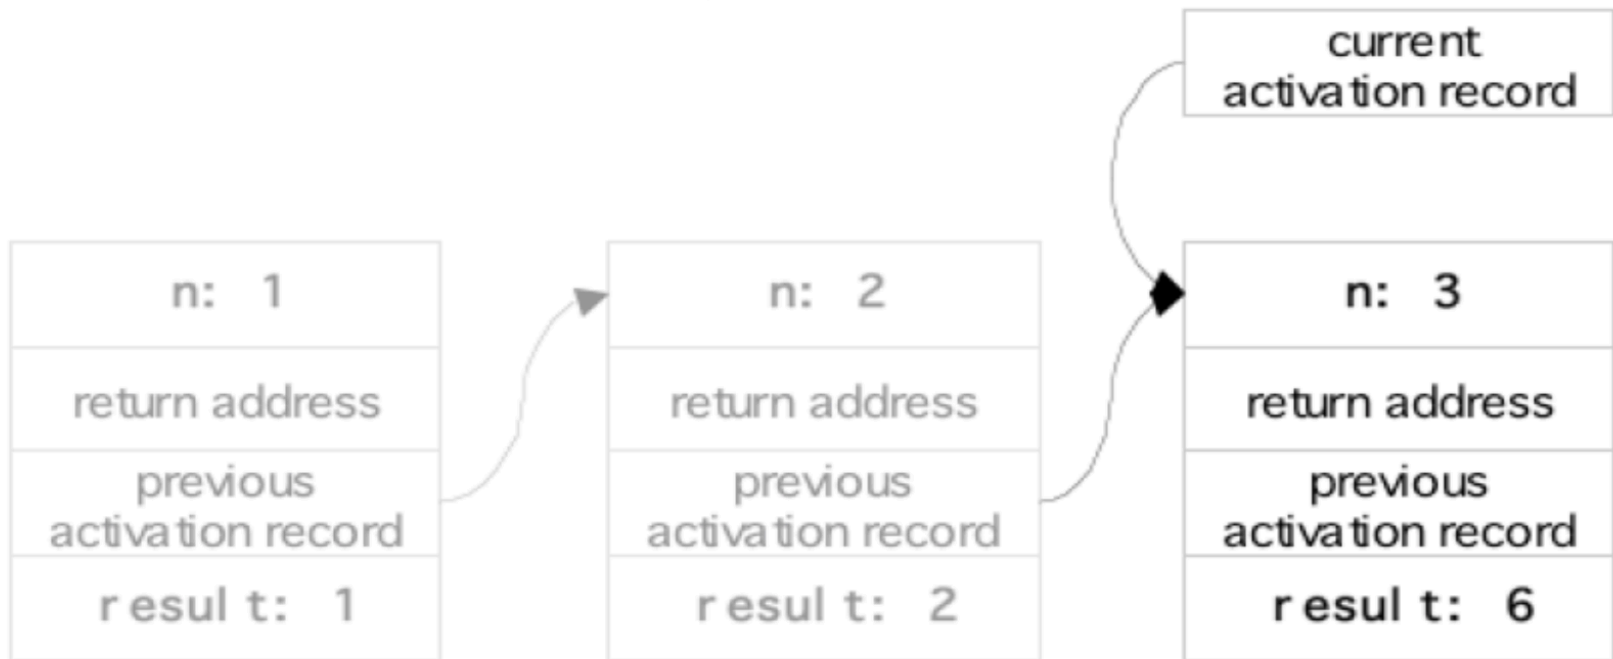 current
activation record
n: 1
return address
previous
activation record
result: 1
n: 2
return address
previous
activation record
result: 2
n: 3
return address
previous
activation record
result: 6